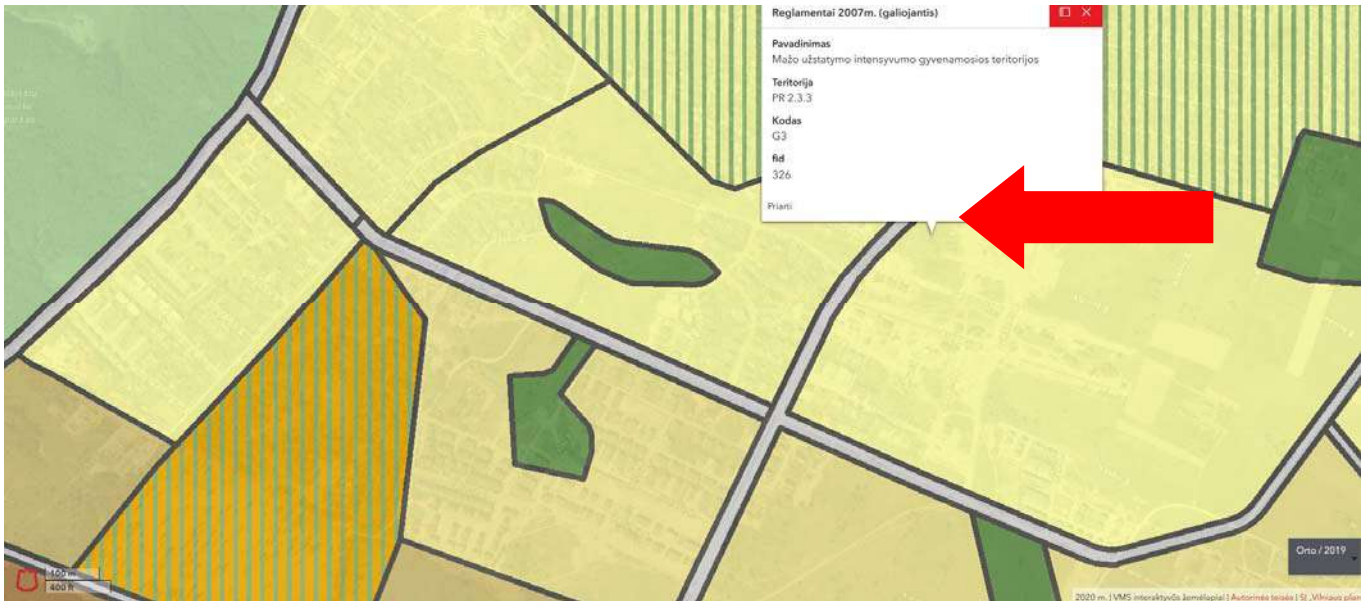 Reglamentai 2007m. (galiojantis)
Pavadinimas
Mažo užstatymo intensyvumo gyvenamosios teritorijos
Teritorija
PR 2.3.3
Kodas
G3
fid
326
Priarti
Orto / 2019
100 m
400 ft
2020 m. | VMS interaktyvūs žemėlapiai | Autorinės teisės | SĮ „Vilniaus plan